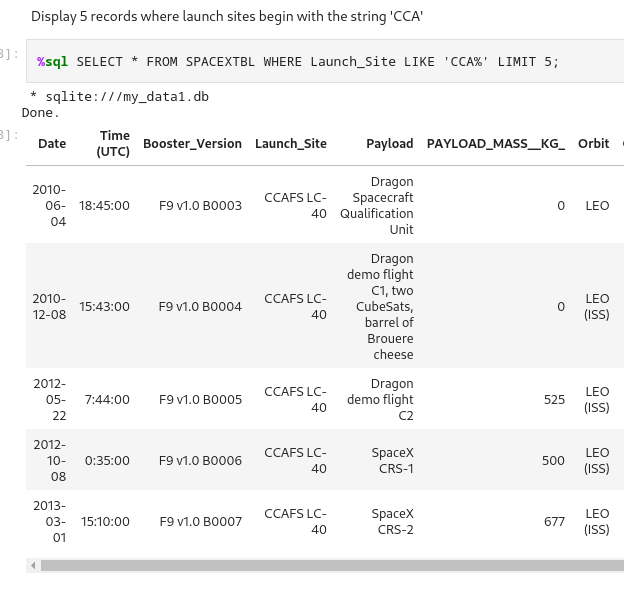 Display 5 records where launch sites begin with the string 'CCA'
]:
%sql SELECT * FROM SPACEXTBL WHERE Launch_Site LIKE 'CCA%' LIMIT 5;
* sqlite:///my_data1.db
Done.
]:
Date Time (UTC) Booster_Version Launch_Site Payload PAYLOAD_MASS__KG_ Orbit
2010-06-04 18:45:00 F9 v1.0 B0003 CCAFS LC-40 Dragon Spacecraft Qualification Unit 0 LEO
2010-12-08 15:43:00 F9 v1.0 B0004 CCAFS LC-40 Dragon demo flight C1, two CubeSats, barrel of Brouere cheese 0 LEO (ISS)
2012-05-22 7:44:00 F9 v1.0 B0005 CCAFS LC-40 Dragon demo flight C2 525 LEO (ISS)
2012-10-08 0:35:00 F9 v1.0 B0006 CCAFS LC-40 SpaceX CRS-1 500 LEO (ISS)
2013-03-01 15:10:00 F9 v1.0 B0007 CCAFS LC-40 SpaceX CRS-2 677 LEO (ISS)